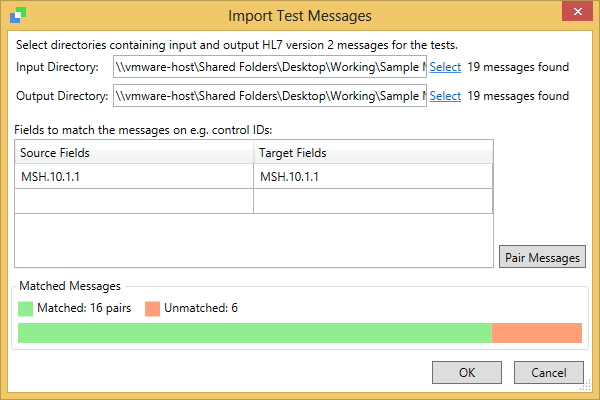 Import Test Messages
Select directories containing input and output HL7 version 2 messages for the tests.
Input Directory: \\vmware-host\Shared Folders\Desktop\Working\Sample Select 19 messages found
Output Directory: \\vmware-host\Shared Folders\Desktop\Working\Sample Select 19 messages found
Fields to match the messages on e.g. control IDs:
Source Fields Target Fields
MSH.10.1.1 MSH.10.1.1
Pair Messages
Matched Messages
Matched: 16 pairs Unmatched: 6
OK Cancel